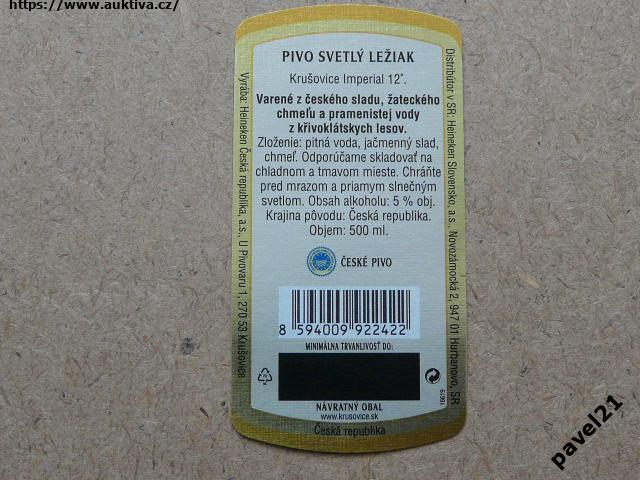 https://www.auktiva.cz/
PIVO SVETLÝ LEŽIAK
Krušovice Imperial 12°.
Varené z českého sladu, žateckého
chmeľu a pramenistej vody
z křivoklátskych lesov.
Zloženie: pitná voda, jačmenný slad,
chmeľ. Odporúčame skladovať na
chladnom a tmavom mieste. Chráňte
pred mrazom a priamym slnečným
svetlom. Obsah alkoholu: 5 % obj.
Krajina pôvodu: Česká republika.
Objem: 500 ml.
ČESKÉ PIVO
8 594009 922422
MINIMÁLNA TRVANLIVOSŤ DO:
NÁVRATNÝ OBAL
www.krusovice.sk
Česká republika
Vyrába: Heineken Česká republika, a.s., U Pivovaru 1, 270 53 Krušovice
Distribútor v SR: Heineken Slovensko, a.s., Novozámocká 2, 947 01 Hurbanovo, SR
pavel21